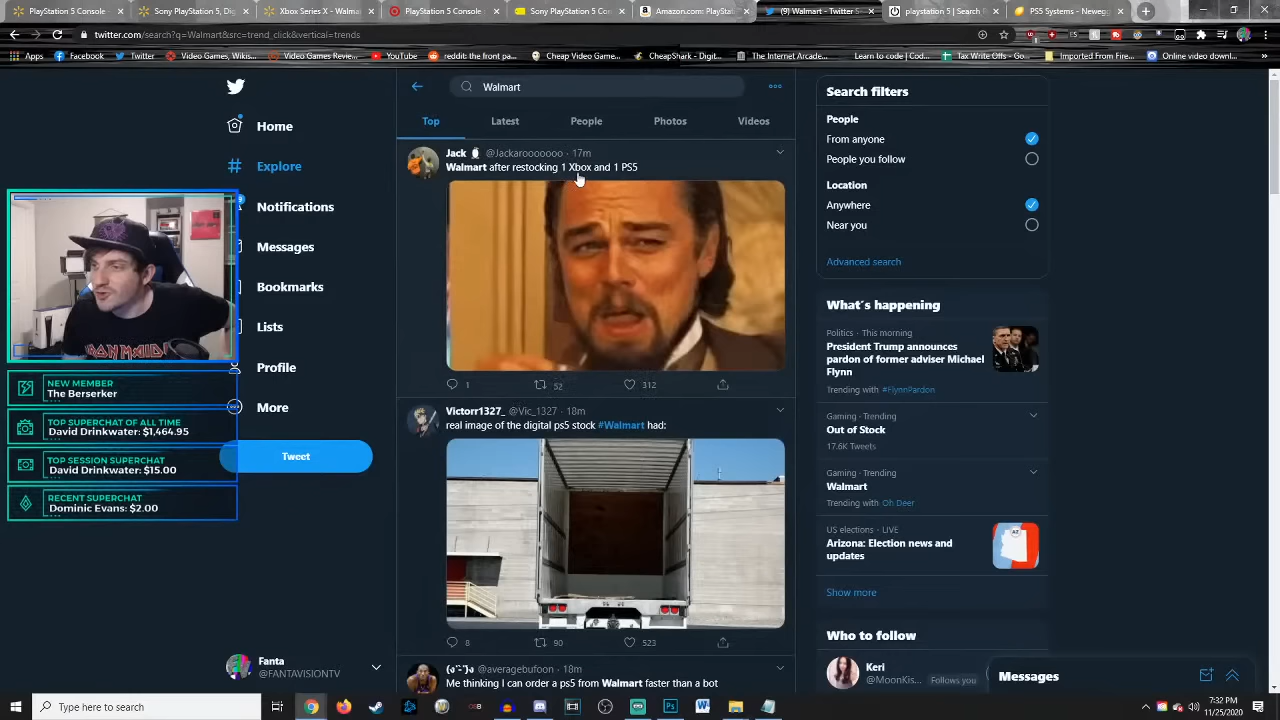 PlayStation 5 Console
Sony PlayStation 5, Di
Xbox Series X - Walm
PlayStation 5 Console
PlayStation 5 Console
Sony PlayStation 5 Co
Amazon.com: PlaySt
(2) Twitter / 5
playstation 5 | Search
PS5 Systems - Newegg
twitter.com/search?q=Walmart&src=trend_click&vertical=trends
Apps
Facebook
Twitter
Video Games, Wikis...
Video Games Review...
YouTube
reddit the front pa...
Cheap Video Game...
CheapShark - Digit...
The Internet Arcade...
Learn to code | Cod...
Tax Write Offs - Go...
Imported From Fire...
Online video downl...
Walmart
Top
Latest
People
Photos
Videos
Home
Explore
Notifications
Messages
Bookmarks
Lists
Profile
More
Tweet
Fanta
@FANTAVISIONTV
IRON MAIDEN
NEW MEMBER
The Berserker
TOP SUPERCHAT OF ALL TIME
David Drinkwater: $1,464.95
TOP SESSION SUPERCHAT
David Drinkwater: $15.00
RECENT SUPERCHAT
Dominic Evans: $2.00
Jack @Jackarooooooo · 17m
Walmart after restocking 1 Xbox and 1 PS5
1 52 312
Victorr1327_ @Vic_1327 · 18m
real image of the digital ps5 stock #Walmart had:
8 90 523
@averagebufoon · 18m
Me thinking I can order a ps5 from Walmart faster than a bot
Search filters
People
From anyone
People you follow
Location
Anywhere
Near you
Advanced search
What's happening
Politics · This morning
President Trump announces
pardon of former adviser Michael
Flynn
Trending with #FlynnPardon
Gaming · Trending
Out of Stock
17.6K Tweets
Gaming · Trending
Walmart
Trending with Oh Deer
US elections · LIVE
Arizona: Election news and
updates
Show more
Who to follow
Keri
@MoonKis... Follows you
Messages
Type here to search
7:32 PM
11/25/2020